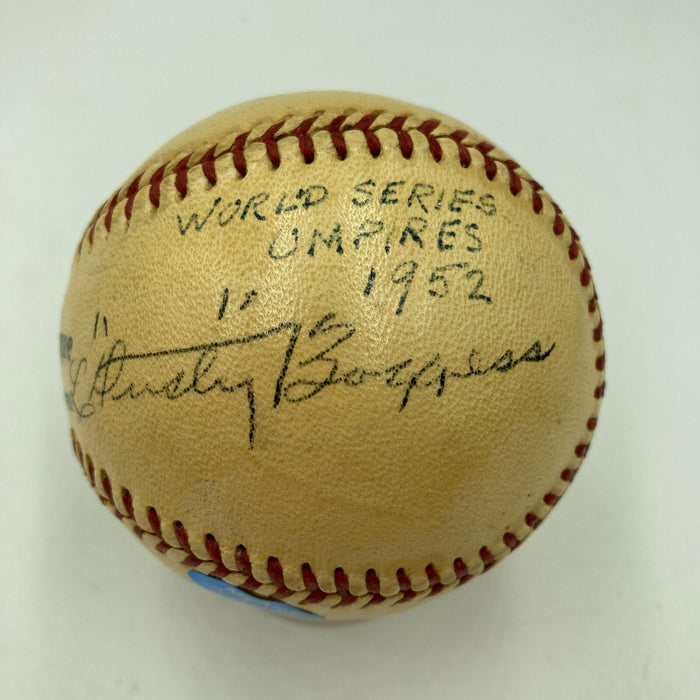 WORLD SERIES
UMPIRES
1952
L "Dusty" Boggess